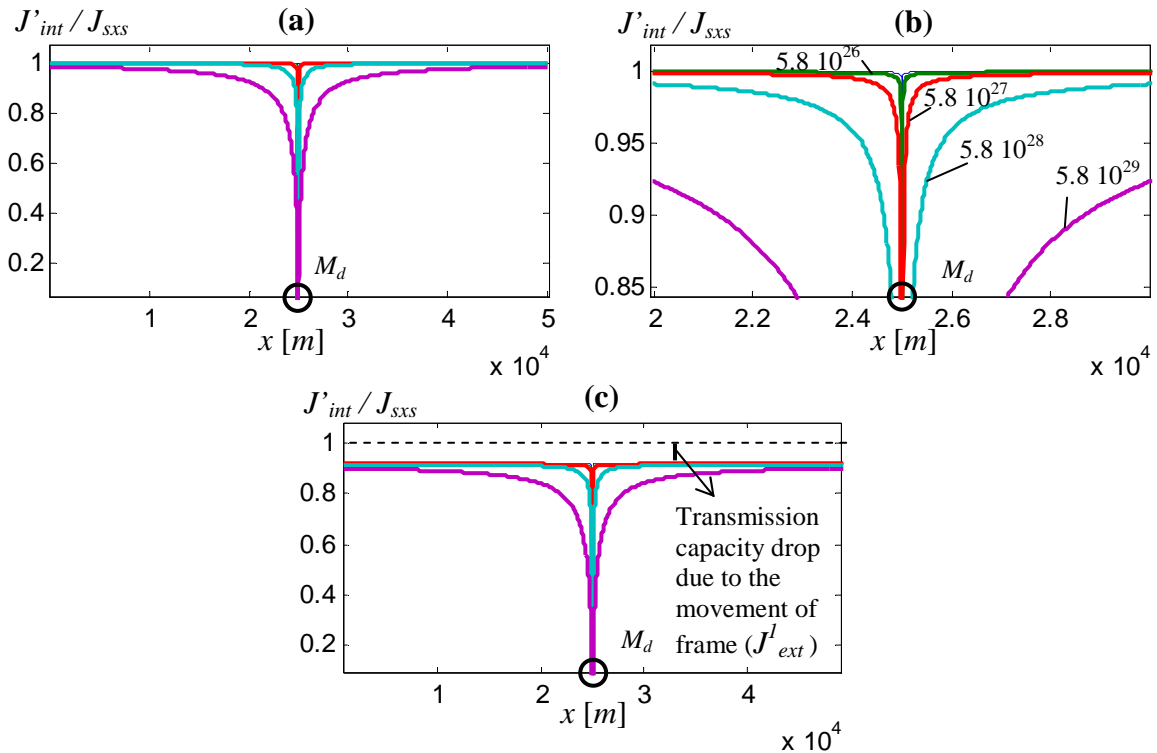 J'int / Jsxs
(a)
1
0.8
0.6
0.4
0.2
Md
1 2 3 4 5
x [m]
x 10^4
J'int / Jsxs
(b)
1
0.95
0.9
0.85
5.8 10^26
5.8 10^27
5.8 10^28
5.8 10^29
Md
2 2.2 2.4 2.6 2.8
x [m]
x 10^4
J'int / Jsxs
(c)
1
0.8
0.6
0.4
0.2
Transmission
capacity drop
due to the
movement of
frame (J^1ext)
Md
1 2 3 4
x [m]
x 10^4